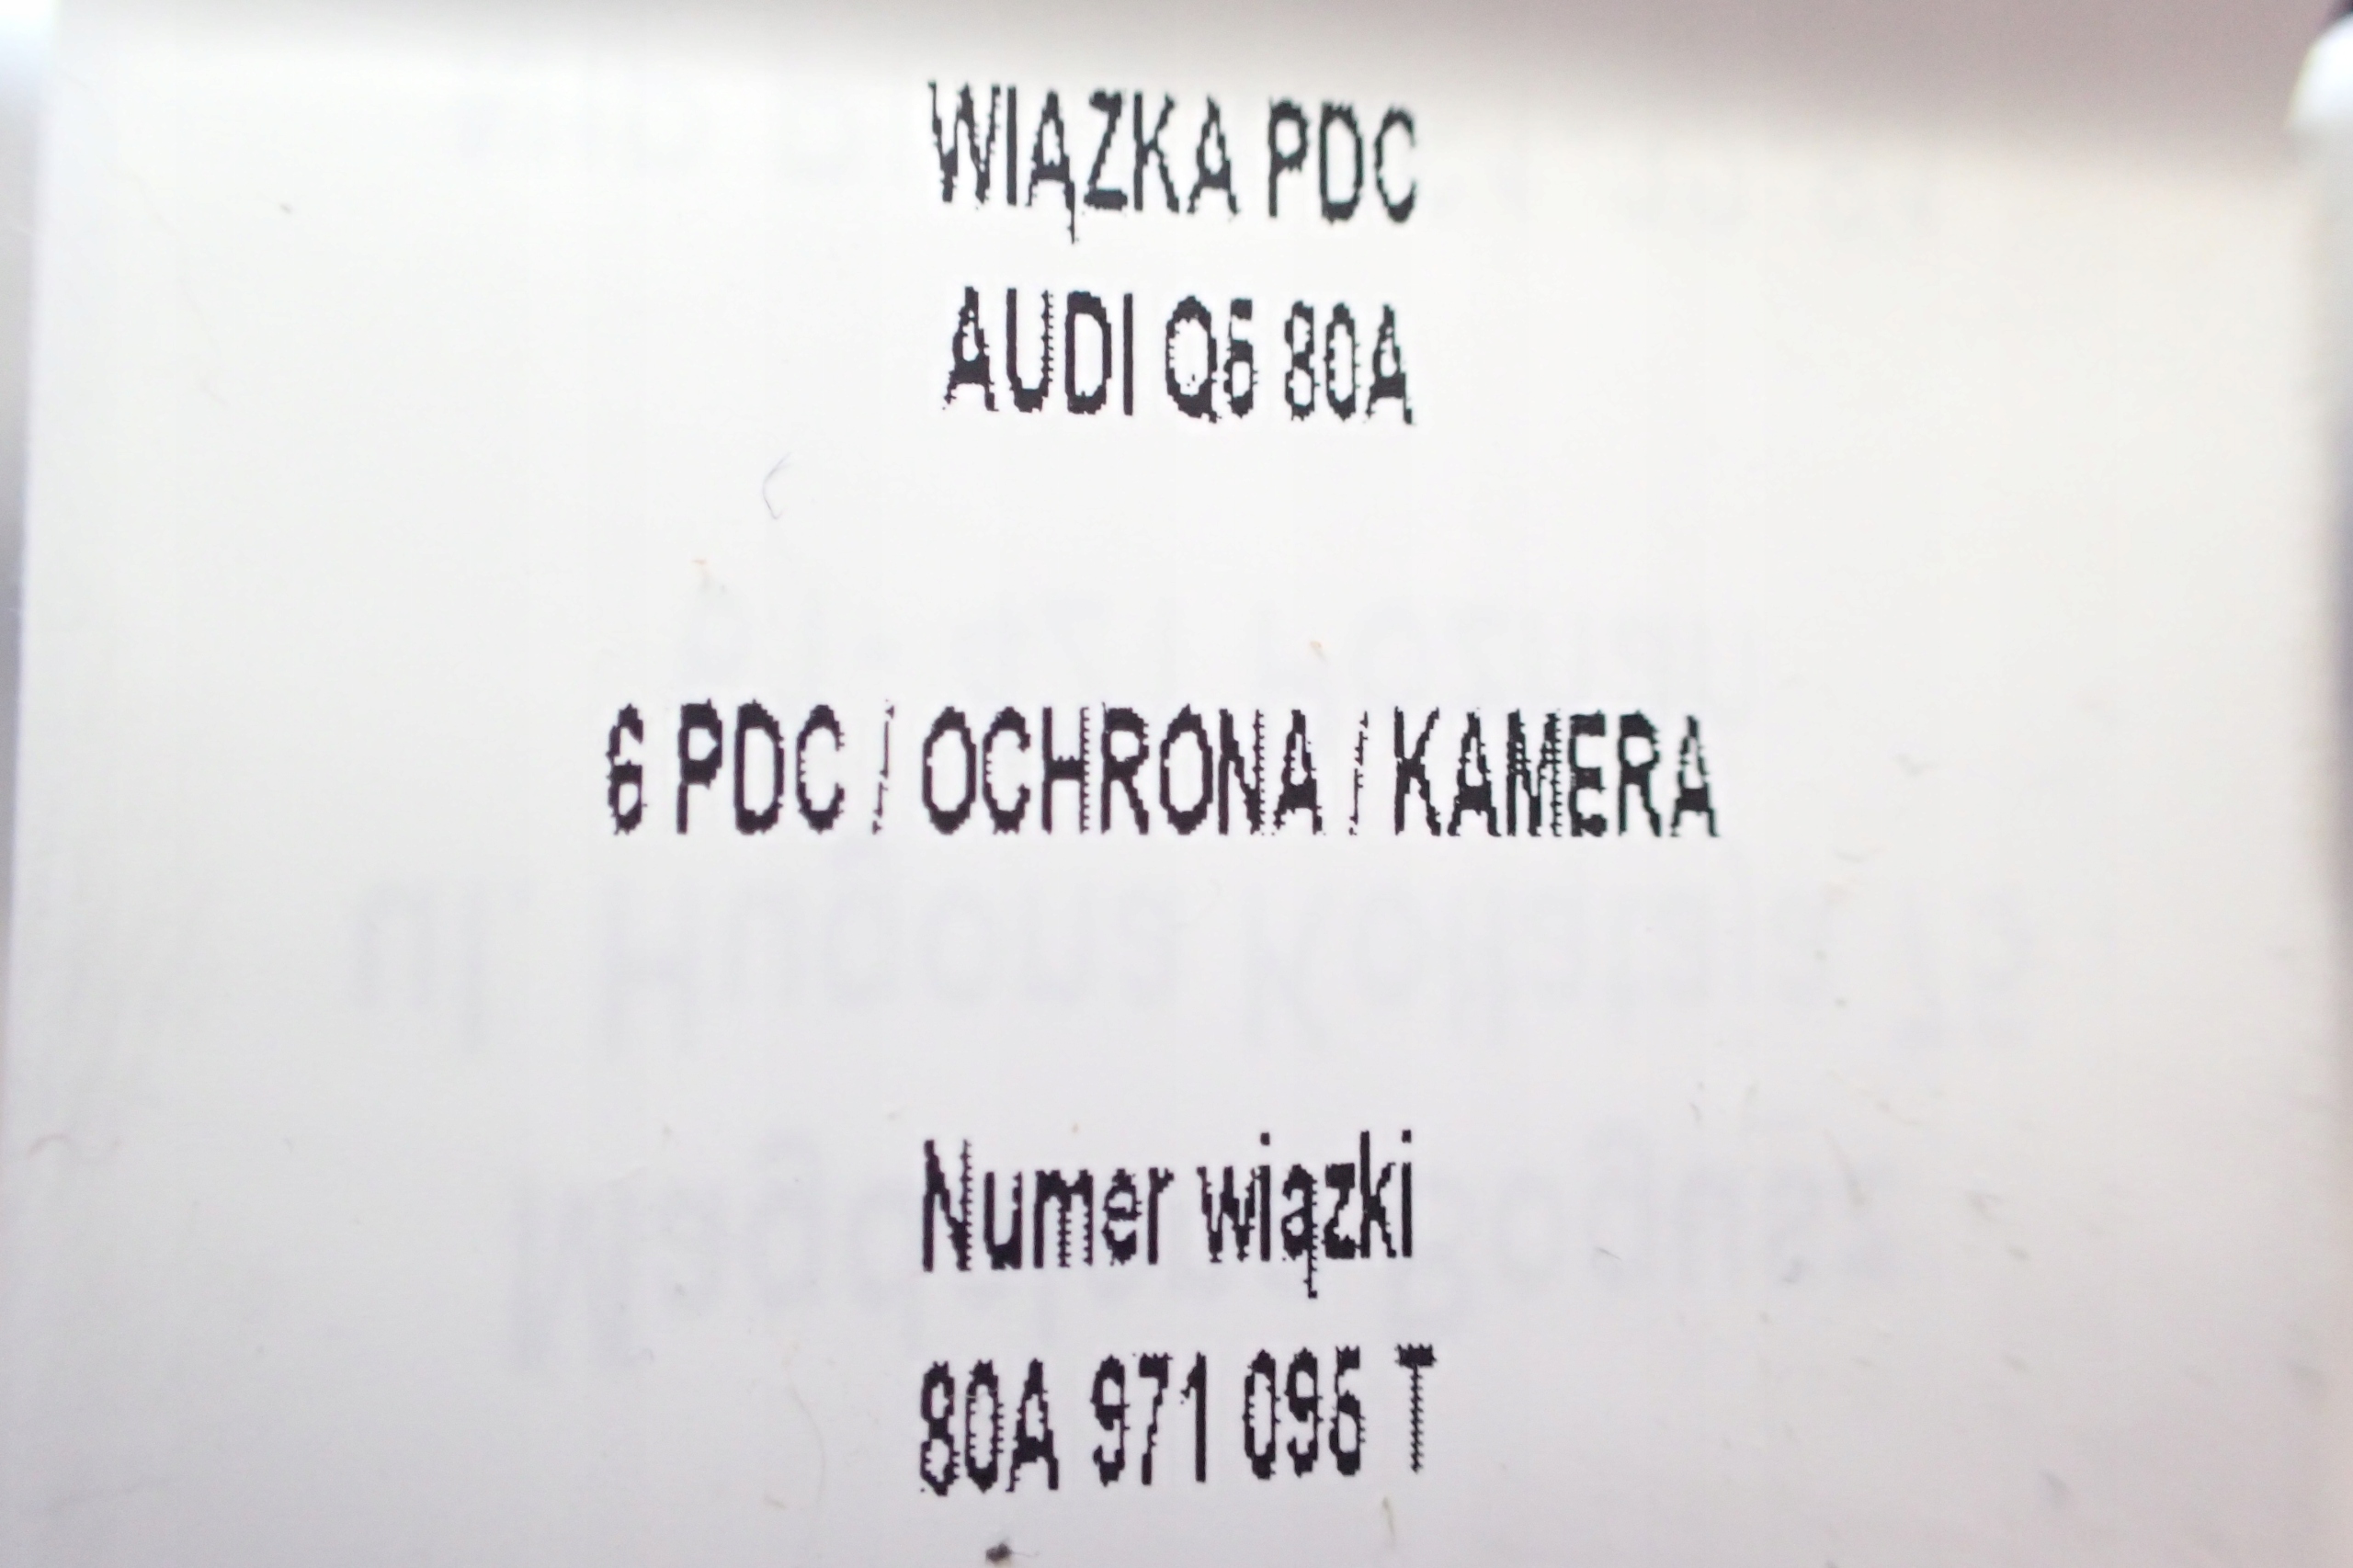 WIĄZKA PDC
AUDI Q5 80A
6 PDC / OCHRONA / KAMERA
Numer wiązki
80A 971 095 T